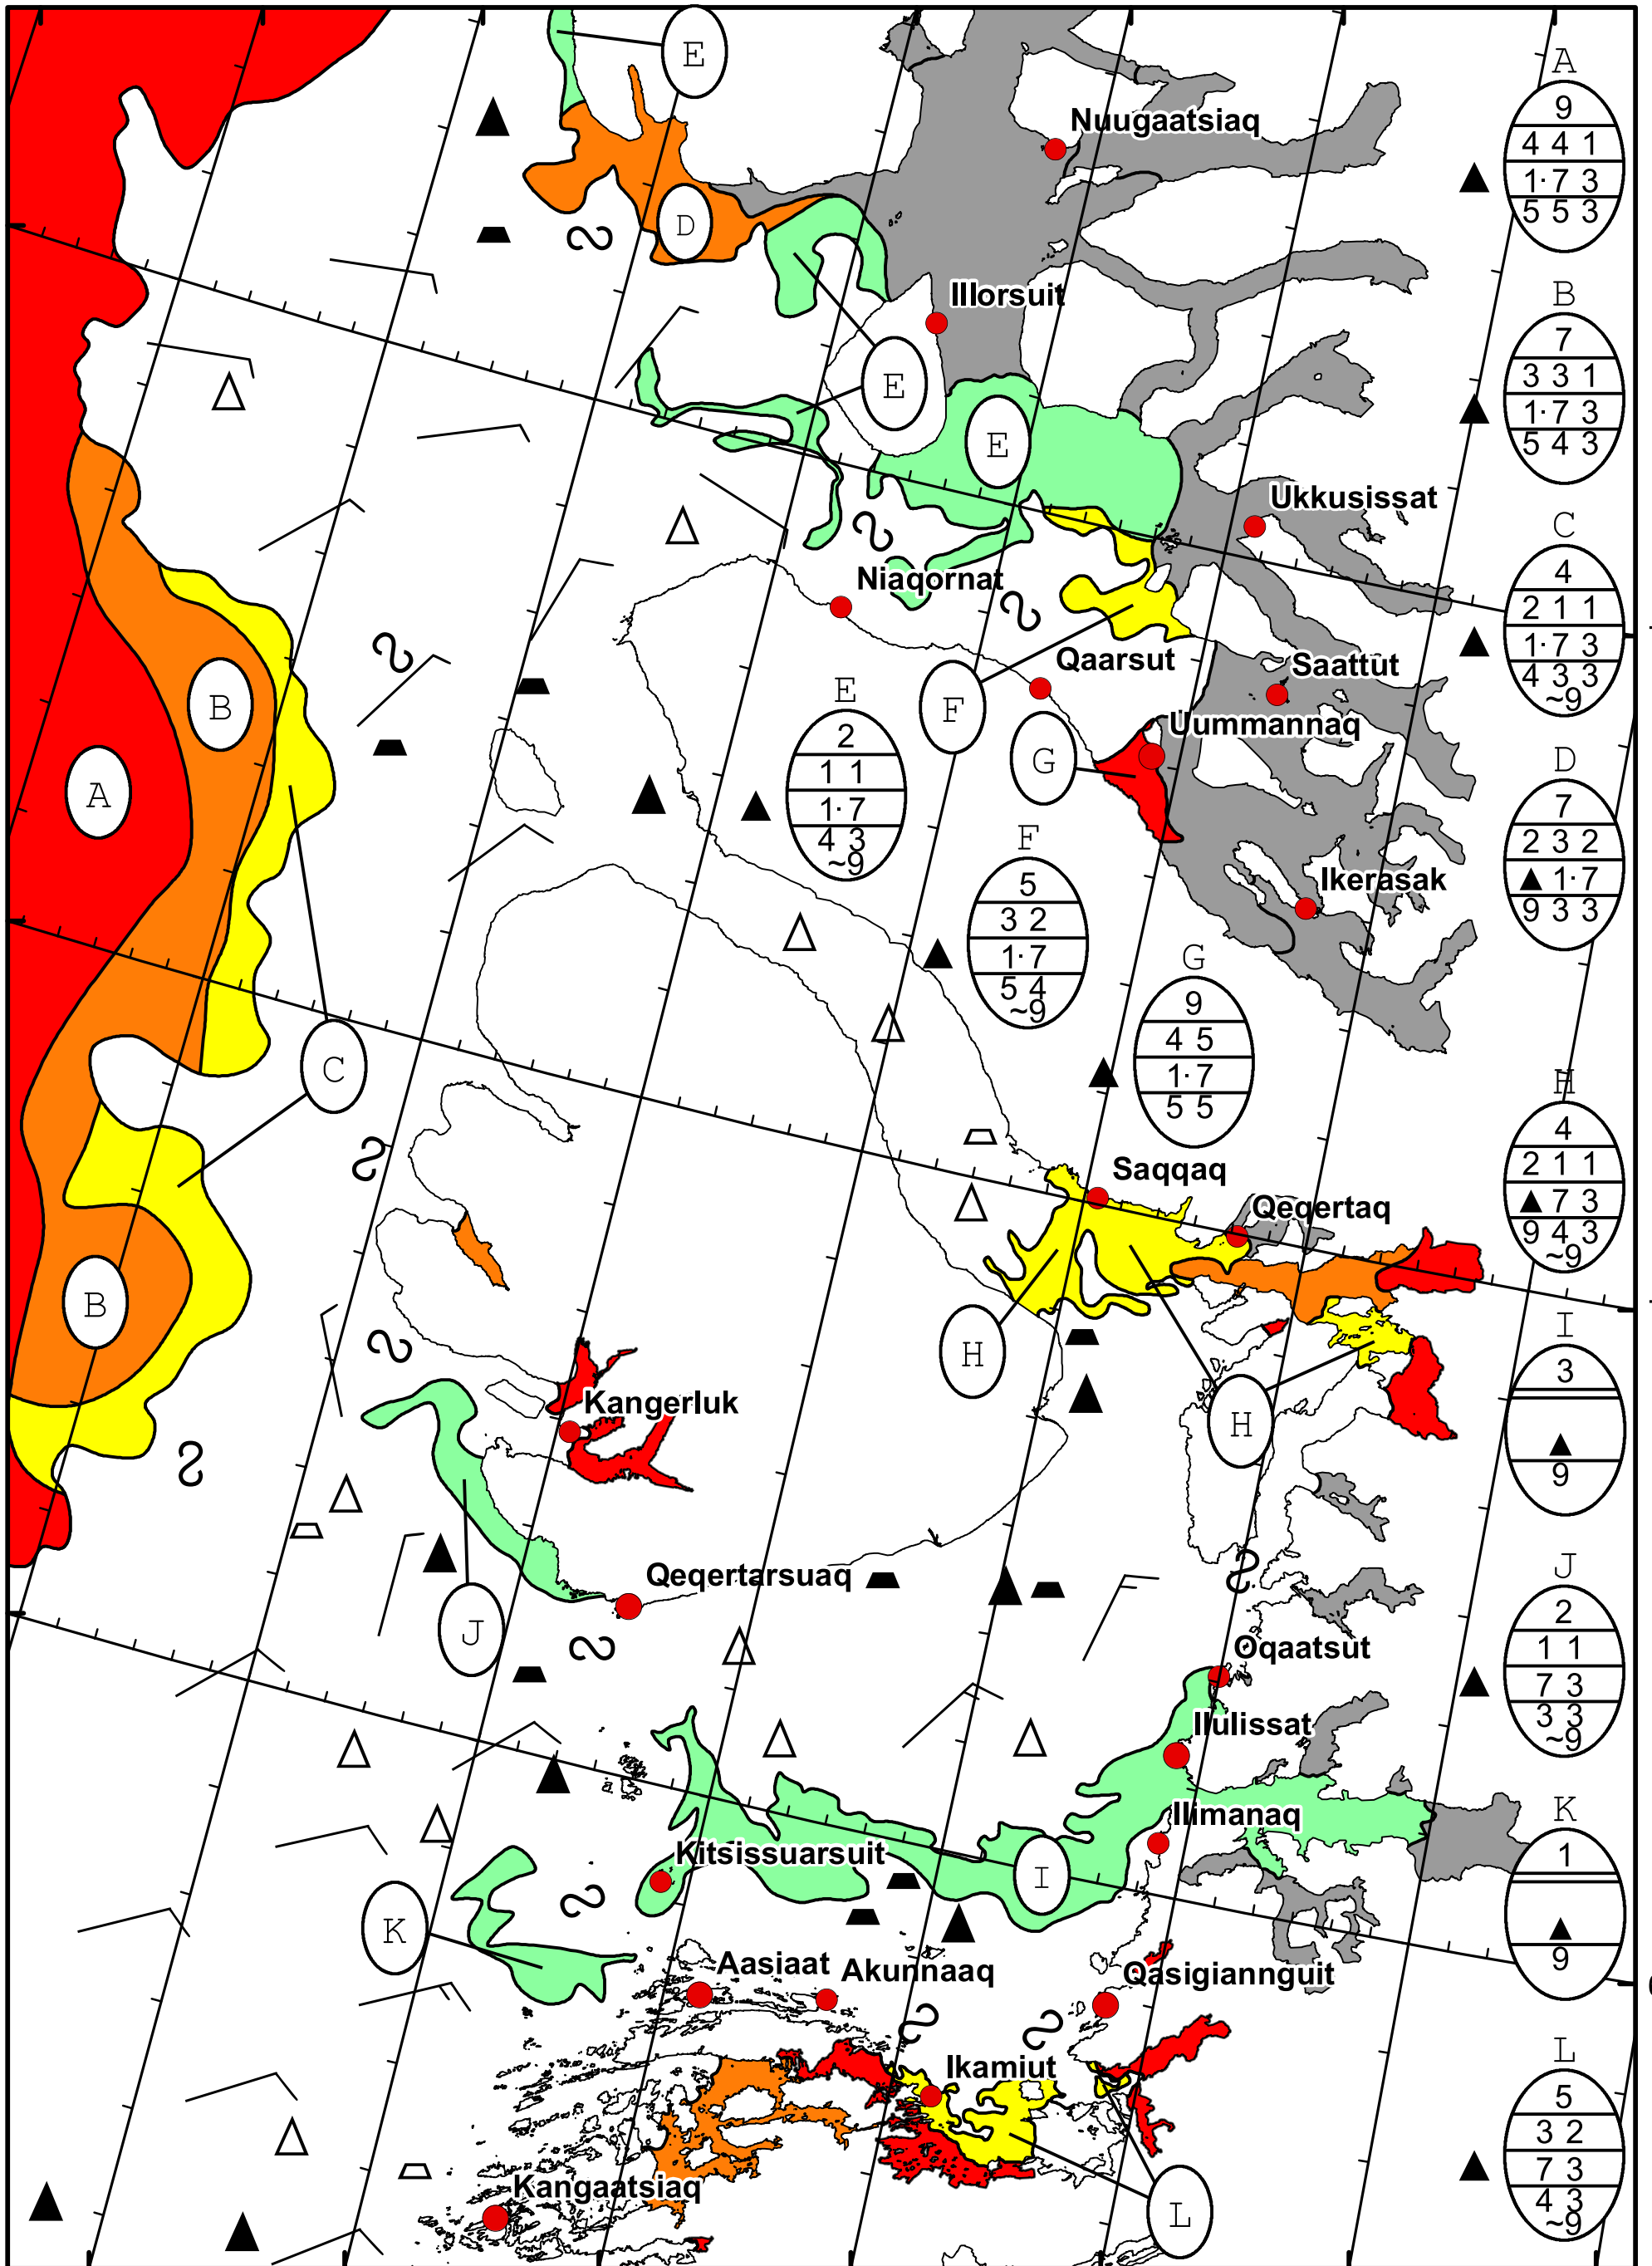 E
A
9
4 4 1
1· 7 3
5 5 3
Nuugaatsiaq
D
B
7
3 3 1
1· 7 3
5 4 3
Illorsuit
E
E
Ukkusissat
C
4
2 1 1
1· 7 3
4 3 3
~9
Niaqornat
Qaarsut
Saattut
B
E
2
1 1
1· 7
4 3
~9
F
Uummannaq
G
A
D
7
2 3 2
▲ 1· 7
9 3 3
F
5
3 2
1· 7
5 4
~9
Ikerasak
G
9
4 5
1· 7
5 5
C
H
4
2 1 1
▲ 7 3
9 4 3
~9
Saqqaq
Qeqertaq
B
H
I
3
▲
9
Kangerluk
H
Qeqertarsuaq
J
J
2
1 1
7 3
3 3
~9
Oqaatsut
Ilulissat
Ilimanaq
K
1
▲
9
Kitsissuarsuit
I
K
Aasiaat
Akunnaaq
Qasigiannguit
Ikamiut
L
5
3 2
7 3
4 3
~9
Kangaatsiaq
L